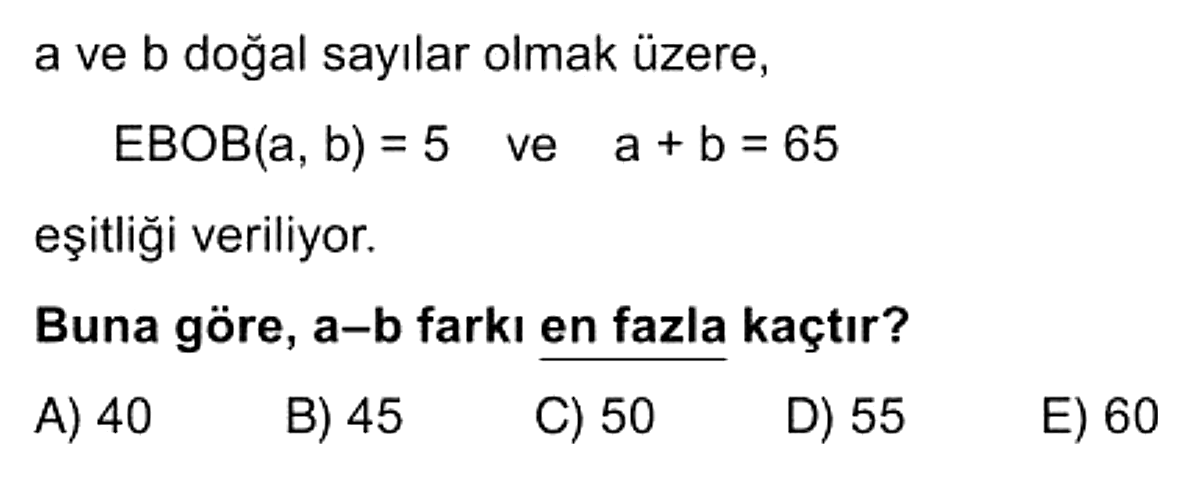 a ve b doğal sayılar olmak üzere,
EBOB(a, b) = 5 ve a + b = 65
eşitliği veriliyor.
Buna göre, a–b farkı en fazla kaçtır?
A) 40 B) 45 C) 50 D) 55 E) 60